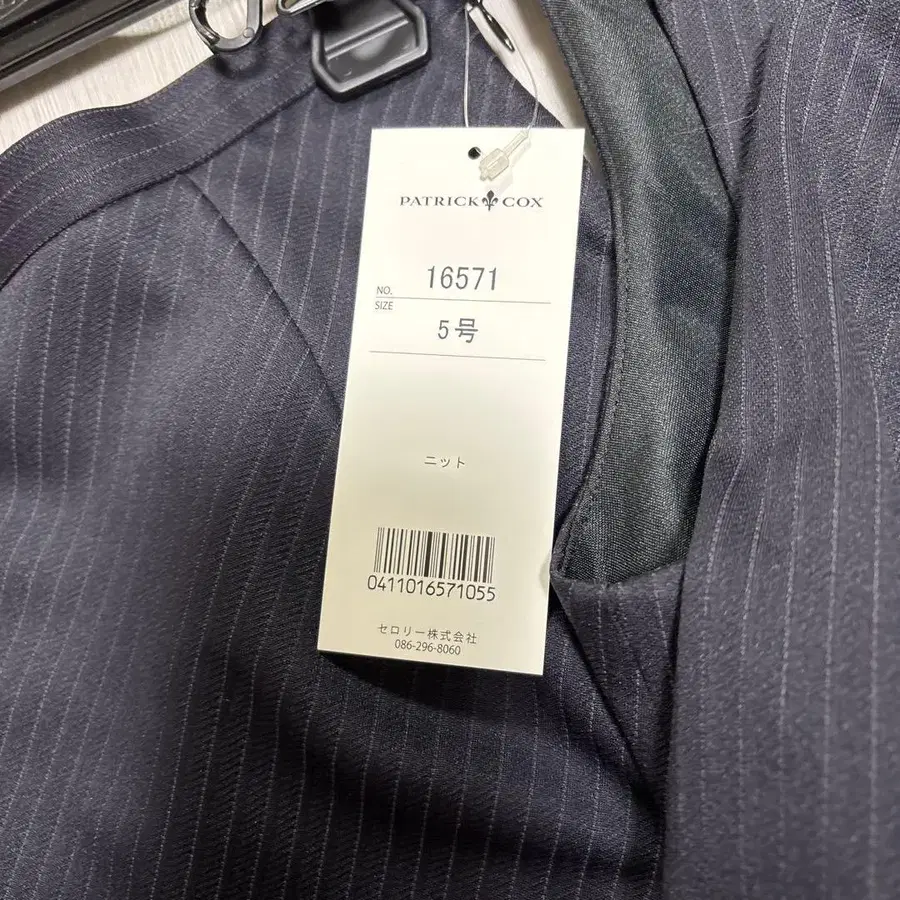 PATRICK COX
NO. 16571
SIZE 5号
ニット
0411016571055
セロリー株式会社
086-296-8060